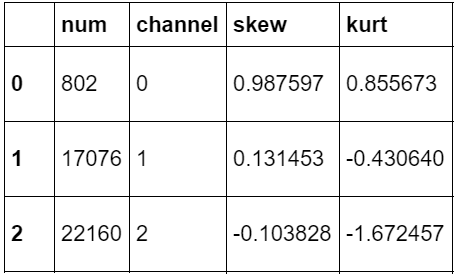 num channel skew kurt
0 802 0 0.987597 0.855673
1 17076 1 0.131453 -0.430640
2 22160 2 -0.103828 -1.672457